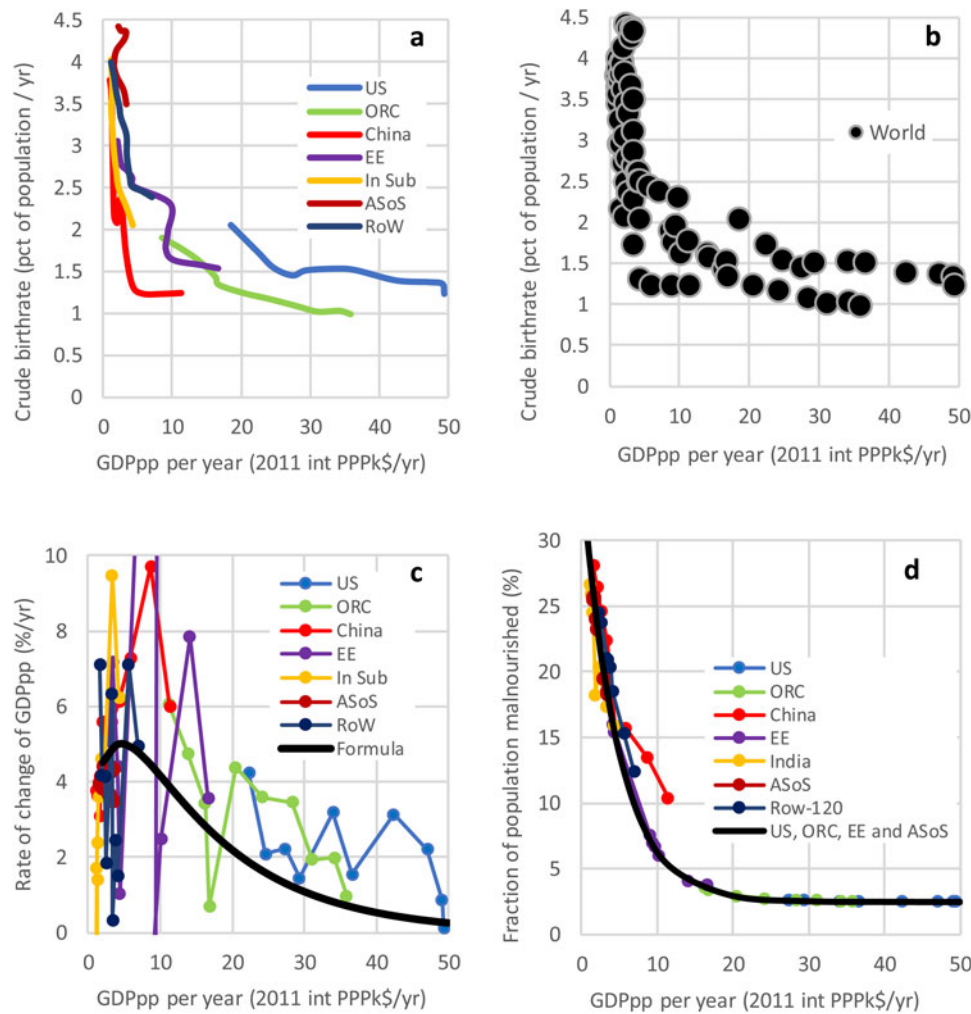 a
Crude birthrate (pct of population / yr)
4.5
4
3.5
3
2.5
2
1.5
1
0.5
0
US
ORC
China
EE
In Sub
ASoS
RoW
0 10 20 30 40 50
GDPpp per year (2011 int PPPk$/yr)
b
Crude birthrate (pct of population / yr)
4.5
4
3.5
3
2.5
2
1.5
1
0.5
0
World
0 10 20 30 40 50
GDPpp per year (2011 int PPPk$/yr)
c
Rate of change of GDPpp (%/yr)
10
8
6
4
2
0
US
ORC
China
EE
In Sub
ASoS
RoW
Formula
0 10 20 30 40 50
GDPpp per year (2011 int PPPk$/yr)
d
Fraction of population malnourished (%)
30
25
20
15
10
5
0
US
ORC
China
EE
India
ASoS
Row-120
US, ORC, EE and ASoS
0 10 20 30 40 50
GDPpp per year (2011 int PPPk$/yr)